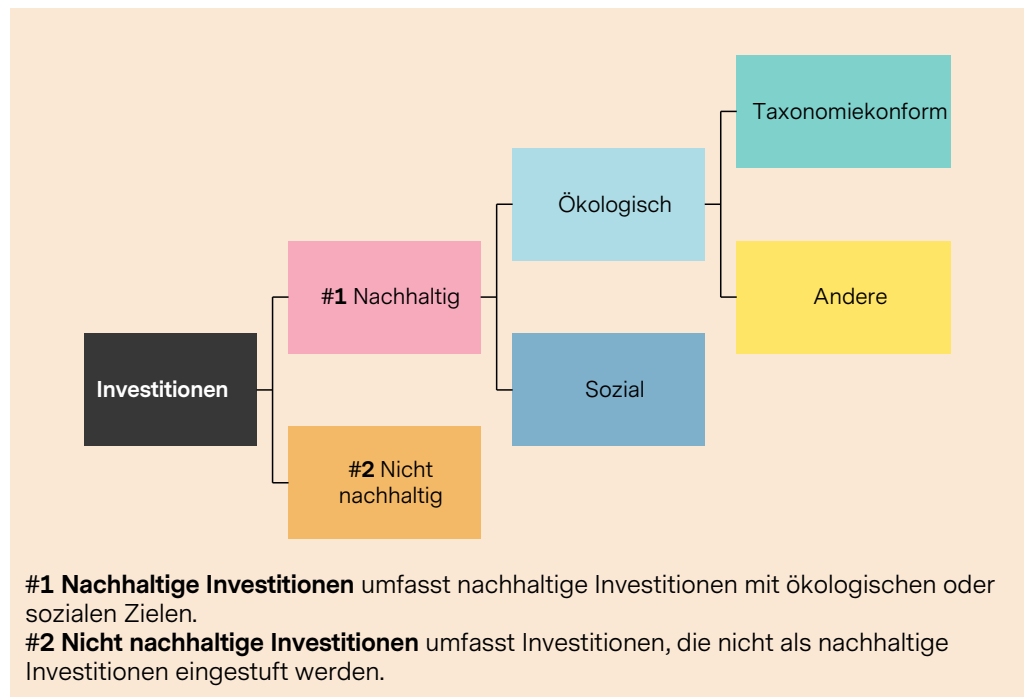 Taxonomiekonform
Ökologisch
#1 Nachhaltig
Andere
Investitionen
Sozial
#2 Nicht
nachhaltig
#1 Nachhaltige Investitionen umfasst nachhaltige Investitionen mit ökologischen oder
sozialen Zielen.
#2 Nicht nachhaltige Investitionen umfasst Investitionen, die nicht als nachhaltige
Investitionen eingestuft werden.